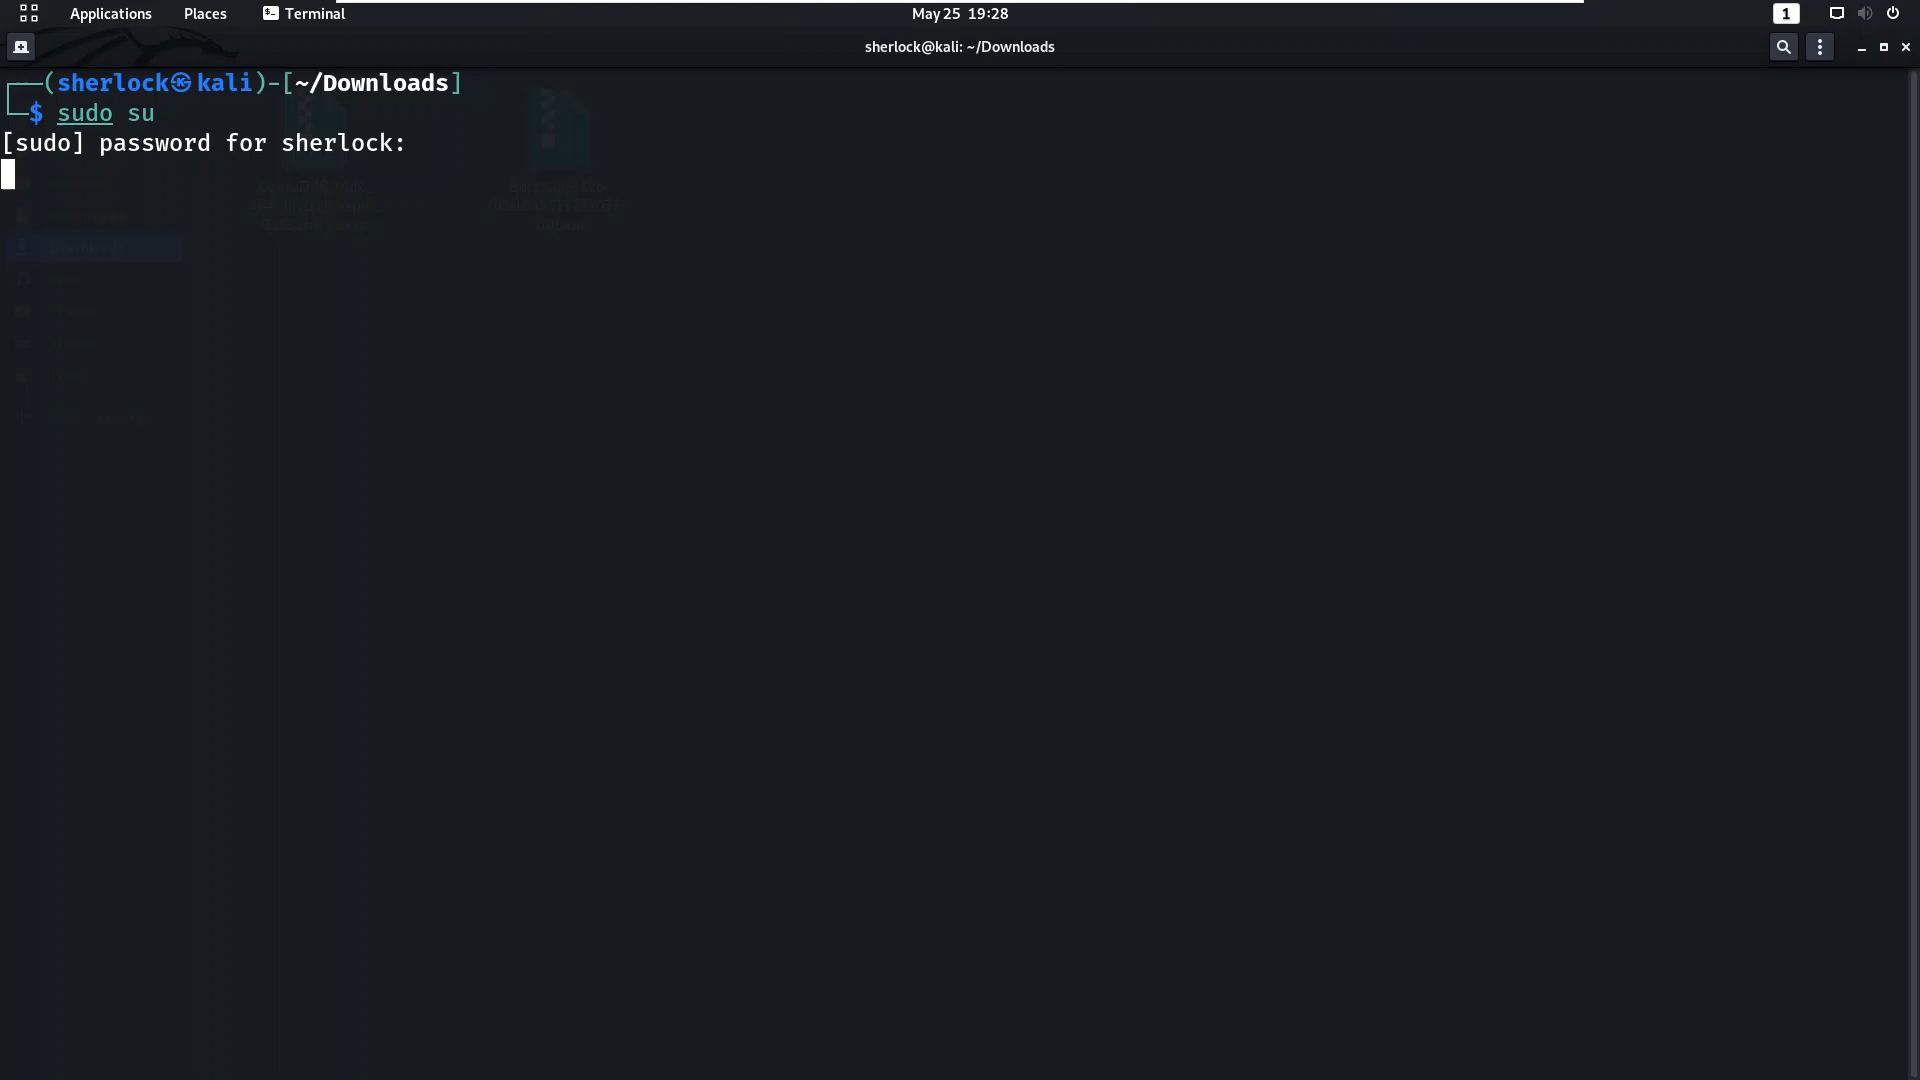 Applications Places Terminal May 25 19:28 1
sherlock@kali: ~/Downloads
(sherlock㉿kali)-[~/Downloads]
$ sudo su
[sudo] password for sherlock: